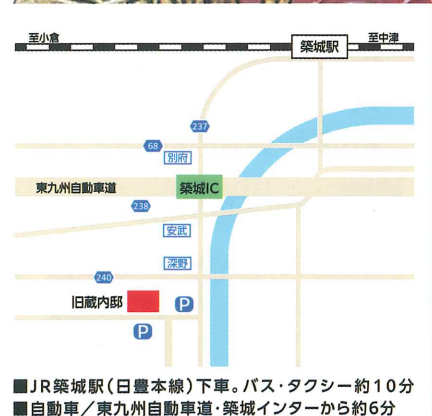 至小倉
築城駅
至中津
237
68
別府
東九州自動車道
築城IC
238
安武
深野
240
旧蔵内邸
P
P
■JR築城駅(日豊本線)下車。バス・タクシー約10分
■自動車/東九州自動車道・築城インターから約6分